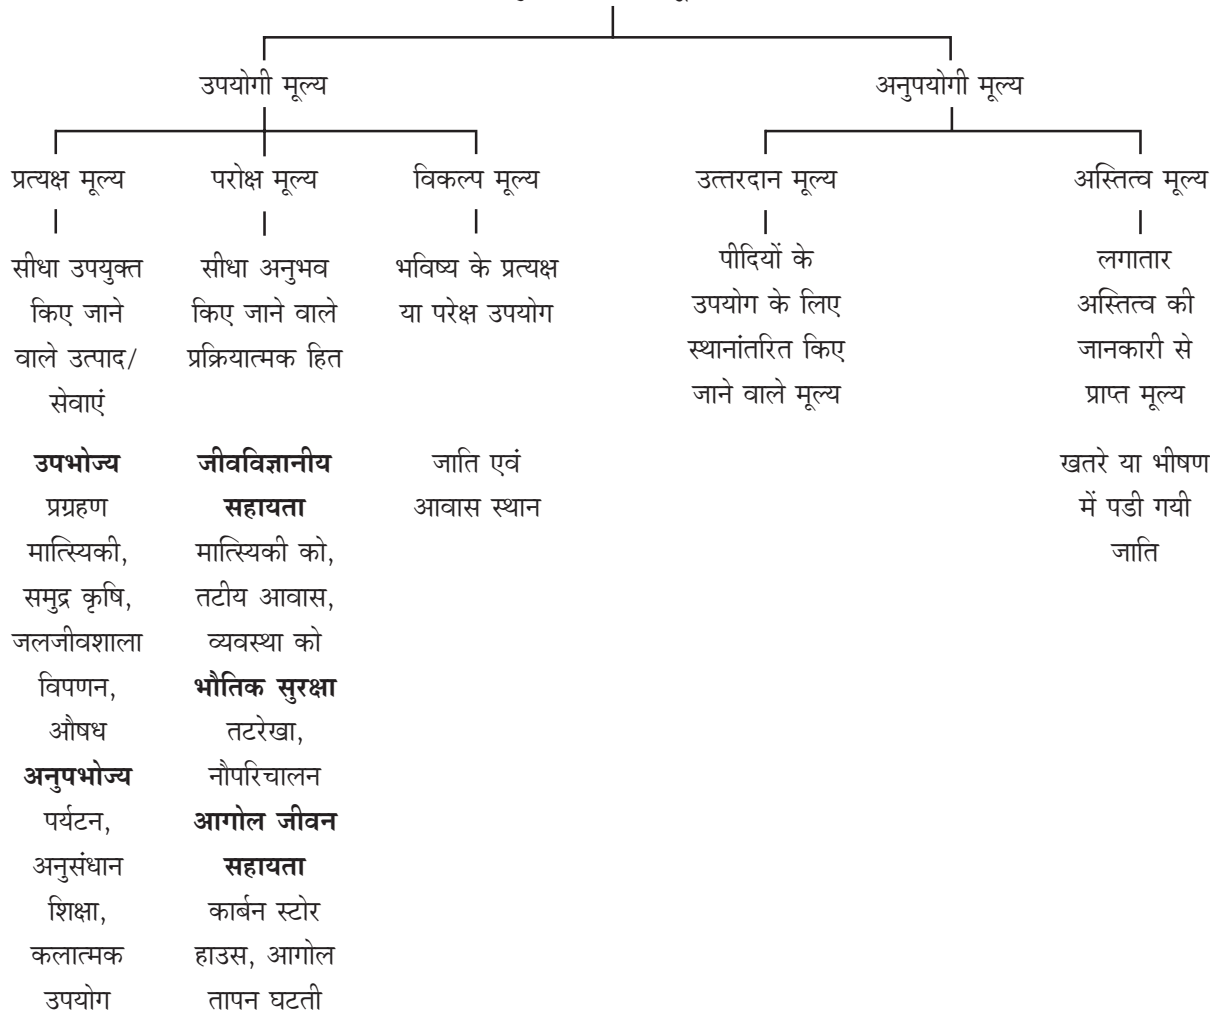 उपयोगी मूल्य
अनुपयोगी मूल्य
प्रत्यक्ष मूल्य
परोक्ष मूल्य
विकल्प मूल्य
उत्तरदान मूल्य
अस्तित्व मूल्य
सीधा उपयुक्त
किए जाने
वाले उत्पाद/
सेवाएं
सीधा अनुभव
किए जाने वाले
प्रक्रियात्मक हित
भविष्य के प्रत्यक्ष
या परेक्ष उपयोग
पीदियों के
उपयोग के लिए
स्थानांतरित किए
जाने वाले मूल्य
लगातार
अस्तित्व की
जानकारी से
प्राप्त मूल्य
उपभोज्य
प्रग्रहण
मात्स्यिकी,
समुद्र कृषि,
जलजीवशाला
विपणन,
औषध
अनुपभोज्य
पर्यटन,
अनुसंधान
शिक्षा,
कलात्मक
उपयोग
जीवविज्ञानीय
सहायता
मात्स्यिकी को,
तटीय आवास,
व्यवस्था को
भौतिक सुरक्षा
तटरेखा,
नौपरिचालन
आगोल जीवन
सहायता
कार्बन स्टोर
हाउस, आगोल
तापन घटती
जाति एवं
आवास स्थान
खतरे या भीषण
में पडी गयी
जाति